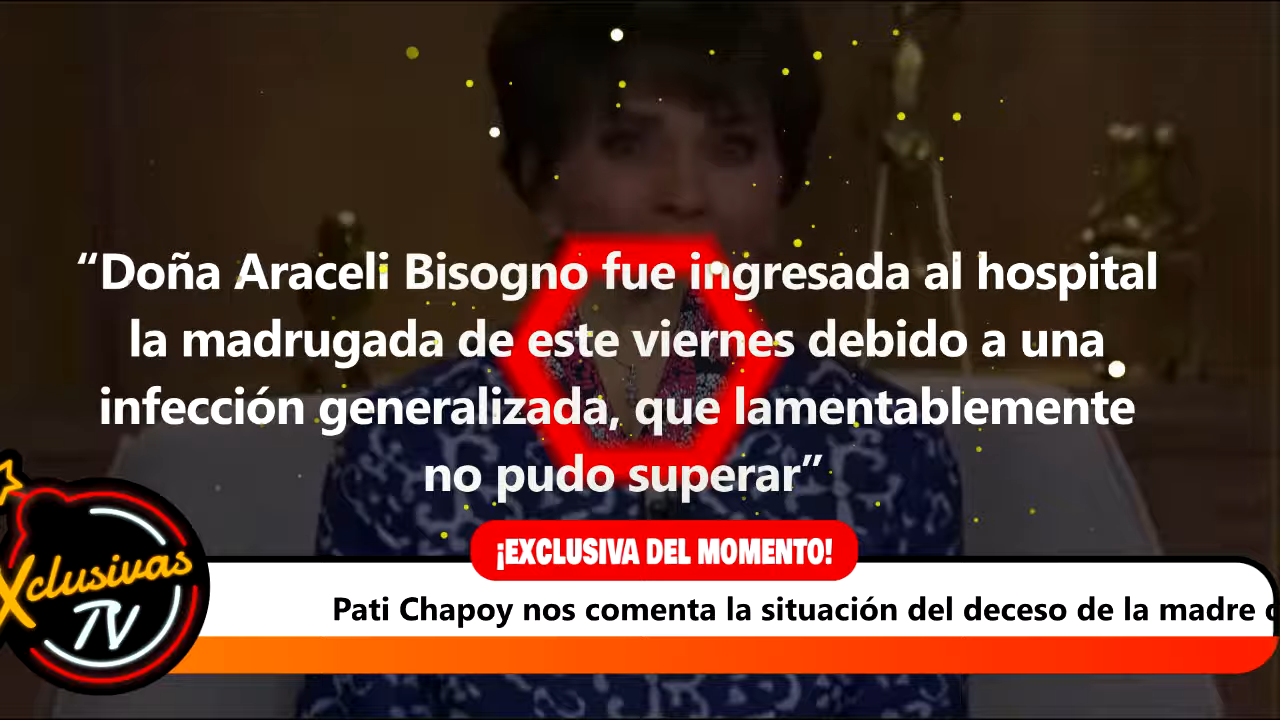 “Doña Araceli Bisogno fue ingresada al hospital
la madrugada de este viernes debido a una
infección generalizada, que lamentablemente
no pudo superar”
¡EXCLUSIVA DEL MOMENTO!
Pati Chapoy nos comenta la situación del deceso de la madre
Xclusivas
TV